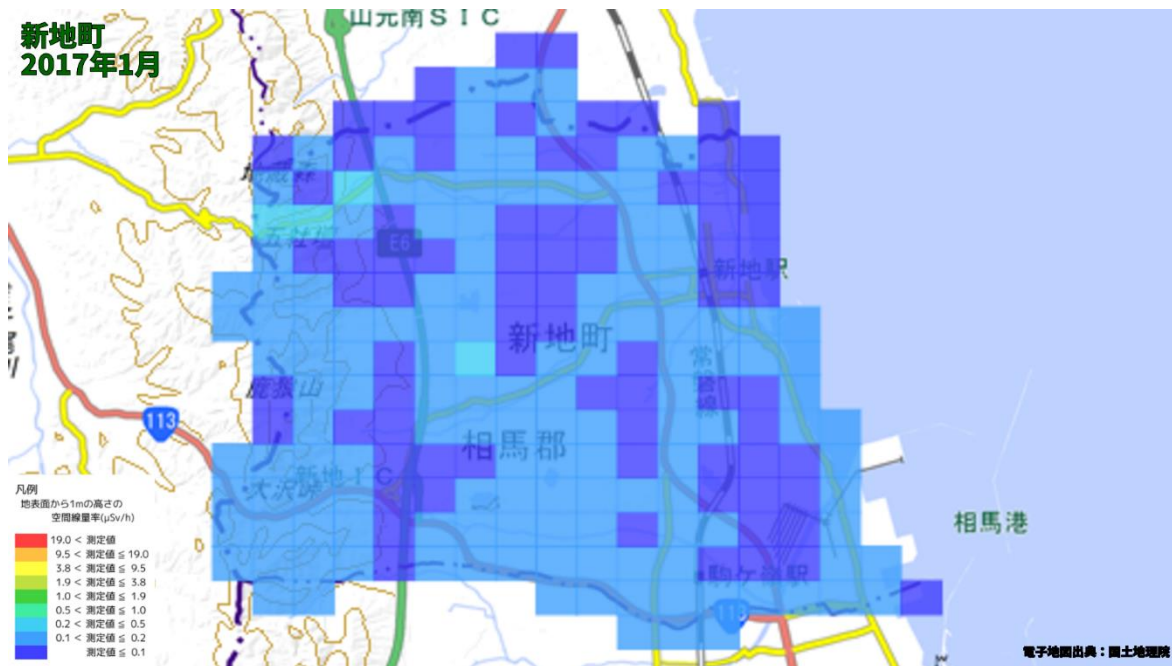 新地町
2017年1月
山元南SIC
地蔵森
五社壇
E6
新地駅
新地町
常磐線
鹿狼山
113
相馬郡
新地IC
大沢峠
相馬港
駒ケ嶺駅
113
凡例
地表面から1mの高さの
空間線量率(μSv/h)
19.0 < 測定値
9.5 < 測定値 ≦ 19.0
3.8 < 測定値 ≦ 9.5
1.9 < 測定値 ≦ 3.8
1.0 < 測定値 ≦ 1.9
0.5 < 測定値 ≦ 1.0
0.2 < 測定値 ≦ 0.5
0.1 < 測定値 ≦ 0.2
測定値 ≦ 0.1
電子地図出典：国土地理院